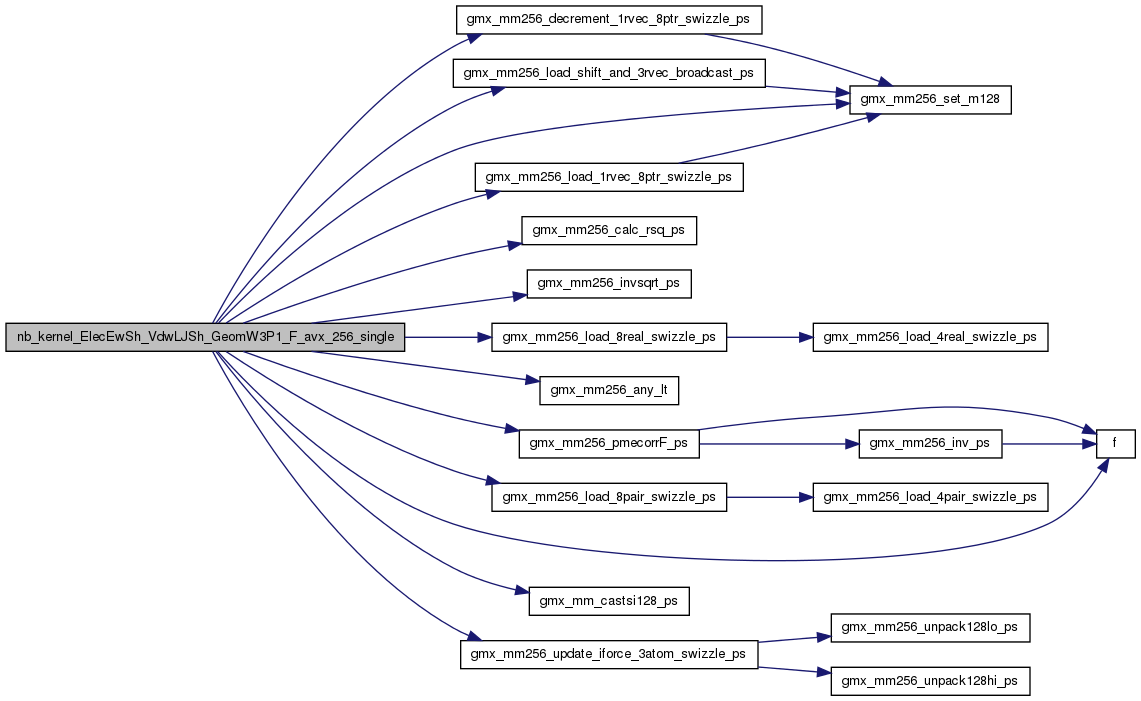 gmx_mm256_decrement_1rvec_8ptr_swizzle_ps
gmx_mm256_load_shift_and_3rvec_broadcast_ps
gmx_mm256_set_m128
gmx_mm256_load_1rvec_8ptr_swizzle_ps
gmx_mm256_calc_rsq_ps
gmx_mm256_invsqrt_ps
nb_kernel_ElecEwSh_VdwLJSh_GeomW3P1_F_avx_256_single
gmx_mm256_load_8real_swizzle_ps
gmx_mm256_load_4real_swizzle_ps
gmx_mm256_any_lt
gmx_mm256_pmecorrF_ps
gmx_mm256_inv_ps
f
gmx_mm256_load_8pair_swizzle_ps
gmx_mm256_load_4pair_swizzle_ps
gmx_mm_castsi128_ps
gmx_mm256_unpack128lo_ps
gmx_mm256_update_iforce_3atom_swizzle_ps
gmx_mm256_unpack128hi_ps